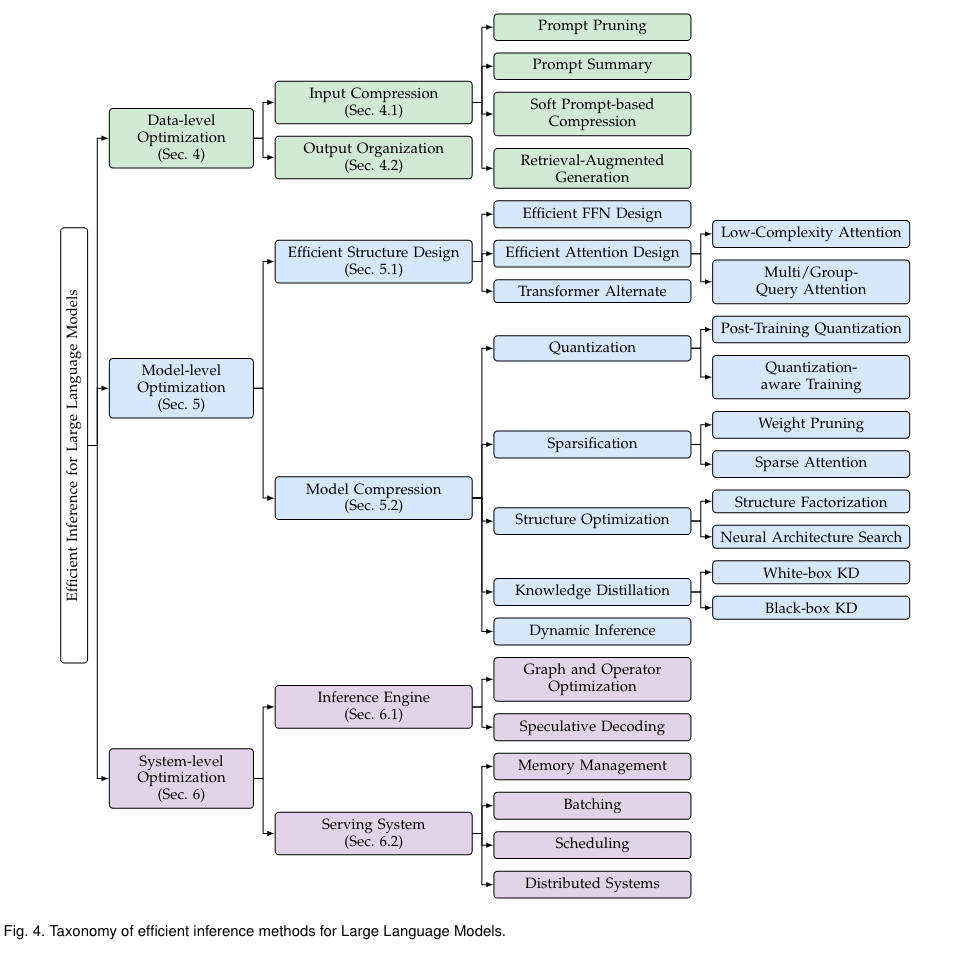 Efficient Inference for Large Language Models
Data-level
Optimization
(Sec. 4)
Input Compression
(Sec. 4.1)
Prompt Pruning
Prompt Summary
Soft Prompt-based
Compression
Retrieval-Augmented
Generation
Output Organization
(Sec. 4.2)
Model-level
Optimization
(Sec. 5)
Efficient Structure Design
(Sec. 5.1)
Efficient FFN Design
Efficient Attention Design
Low-Complexity Attention
Multi/Group-
Query Attention
Transformer Alternate
Model Compression
(Sec. 5.2)
Quantization
Post-Training Quantization
Quantization-
aware Training
Sparsification
Weight Pruning
Sparse Attention
Structure Optimization
Structure Factorization
Neural Architecture Search
Knowledge Distillation
White-box KD
Black-box KD
Dynamic Inference
System-level
Optimization
(Sec. 6)
Inference Engine
(Sec. 6.1)
Graph and Operator
Optimization
Speculative Decoding
Serving System
(Sec. 6.2)
Memory Management
Batching
Scheduling
Distributed Systems
Fig. 4. Taxonomy of efficient inference methods for Large Language Models.